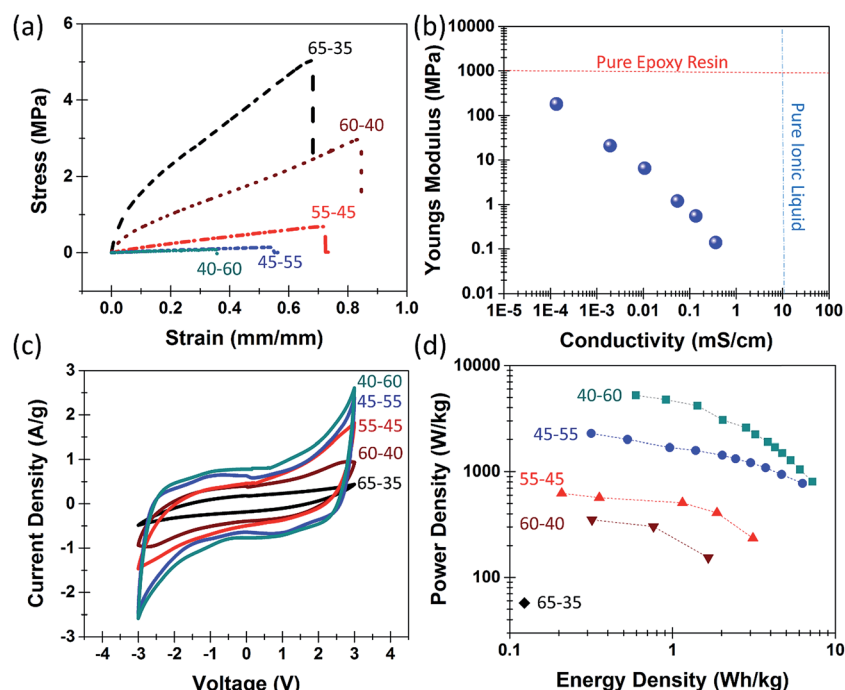 (a)
6
5
4
3
2
1
0
Stress (MPa)
65-35
60-40
55-45
45-55
40-60
0.0 0.2 0.4 0.6 0.8 1.0
Strain (mm/mm)
(b)
10000
1000
100
10
1
0.1
0.01
Youngs Modulus (MPa)
Pure Epoxy Resin
Pure Ionic Liquid
1E-5 1E-4 1E-3 0.01 0.1 1 10 100
Conductivity (mS/cm)
(c)
3
2
1
0
-1
-2
-3
Current Density (A/g)
40-60
45-55
55-45
60-40
65-35
-4 -3 -2 -1 0 1 2 3 4
Voltage (V)
(d)
10000
1000
100
Power Density (W/kg)
40-60
45-55
55-45
60-40
65-35
0.1 1 10
Energy Density (Wh/kg)